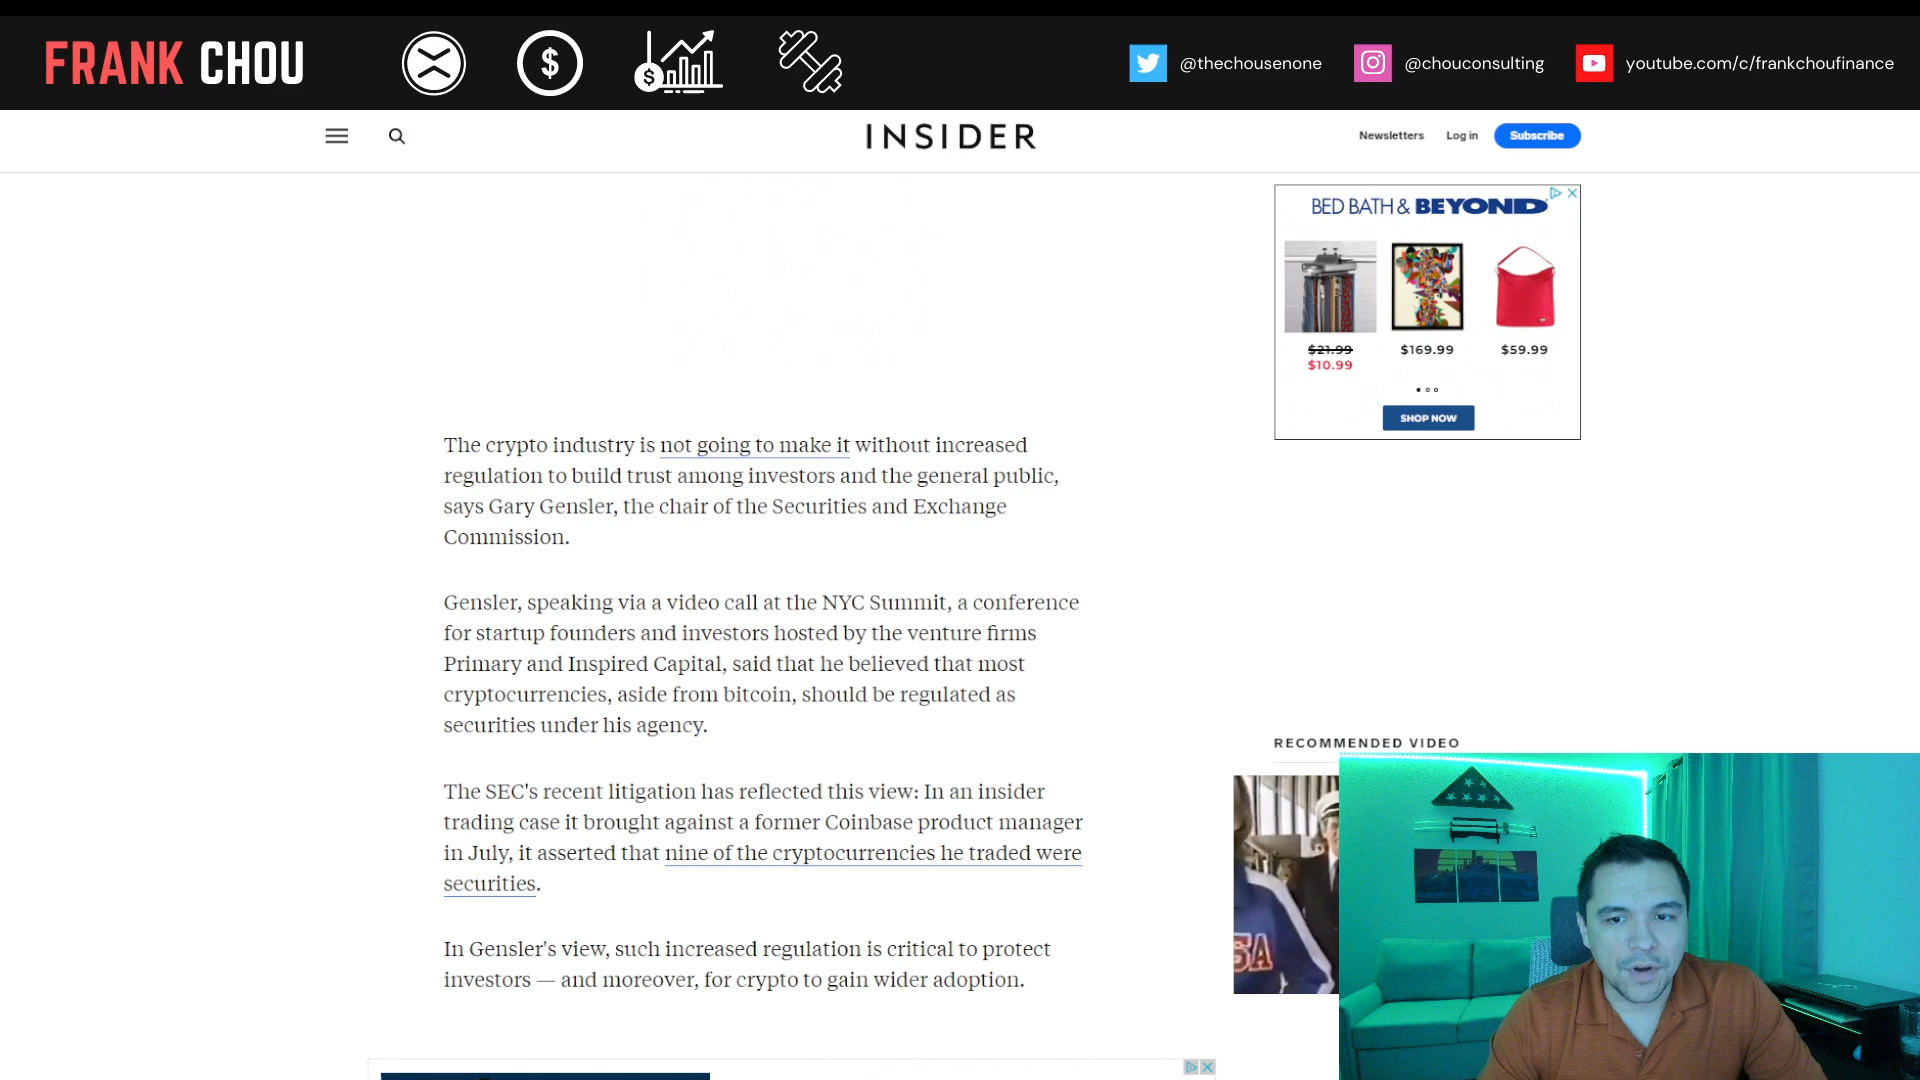 FRANK CHOU
@thechousenone
@chouconsulting
youtube.com/c/frankchoufinance
INSIDER
Newsletters
Log in
Subscribe
BED BATH & BEYOND
$21.99
$10.99
$169.99
$59.99
SHOP NOW
The crypto industry is not going to make it without increased
regulation to build trust among investors and the general public,
says Gary Gensler, the chair of the Securities and Exchange
Commission.
Gensler, speaking via a video call at the NYC Summit, a conference
for startup founders and investors hosted by the venture firms
Primary and Inspired Capital, said that he believed that most
cryptocurrencies, aside from bitcoin, should be regulated as
securities under his agency.
The SEC's recent litigation has reflected this view: In an insider
trading case it brought against a former Coinbase product manager
in July, it asserted that nine of the cryptocurrencies he traded were
securities.
In Gensler's view, such increased regulation is critical to protect
investors — and moreover, for crypto to gain wider adoption.
RECOMMENDED VIDEO
SA